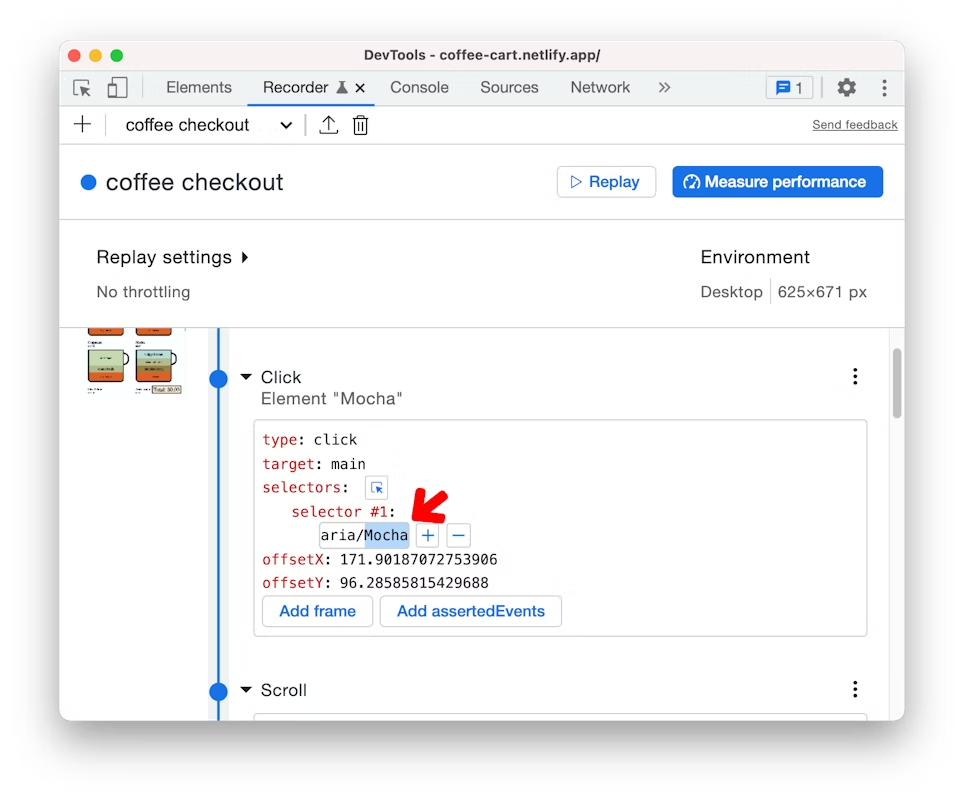 DevTools - coffee-cart.netlify.app/
Elements Recorder Console Sources Network 1
coffee checkout Send feedback
coffee checkout Replay Measure performance
Replay settings Environment
No throttling Desktop 625×671 px
Click
Element "Mocha"
type: click
target: main
selectors:
selector #1:
aria/Mocha
offsetX: 171.90187072753906
offsetY: 96.28585815429688
Add frame Add assertedEvents
Scroll